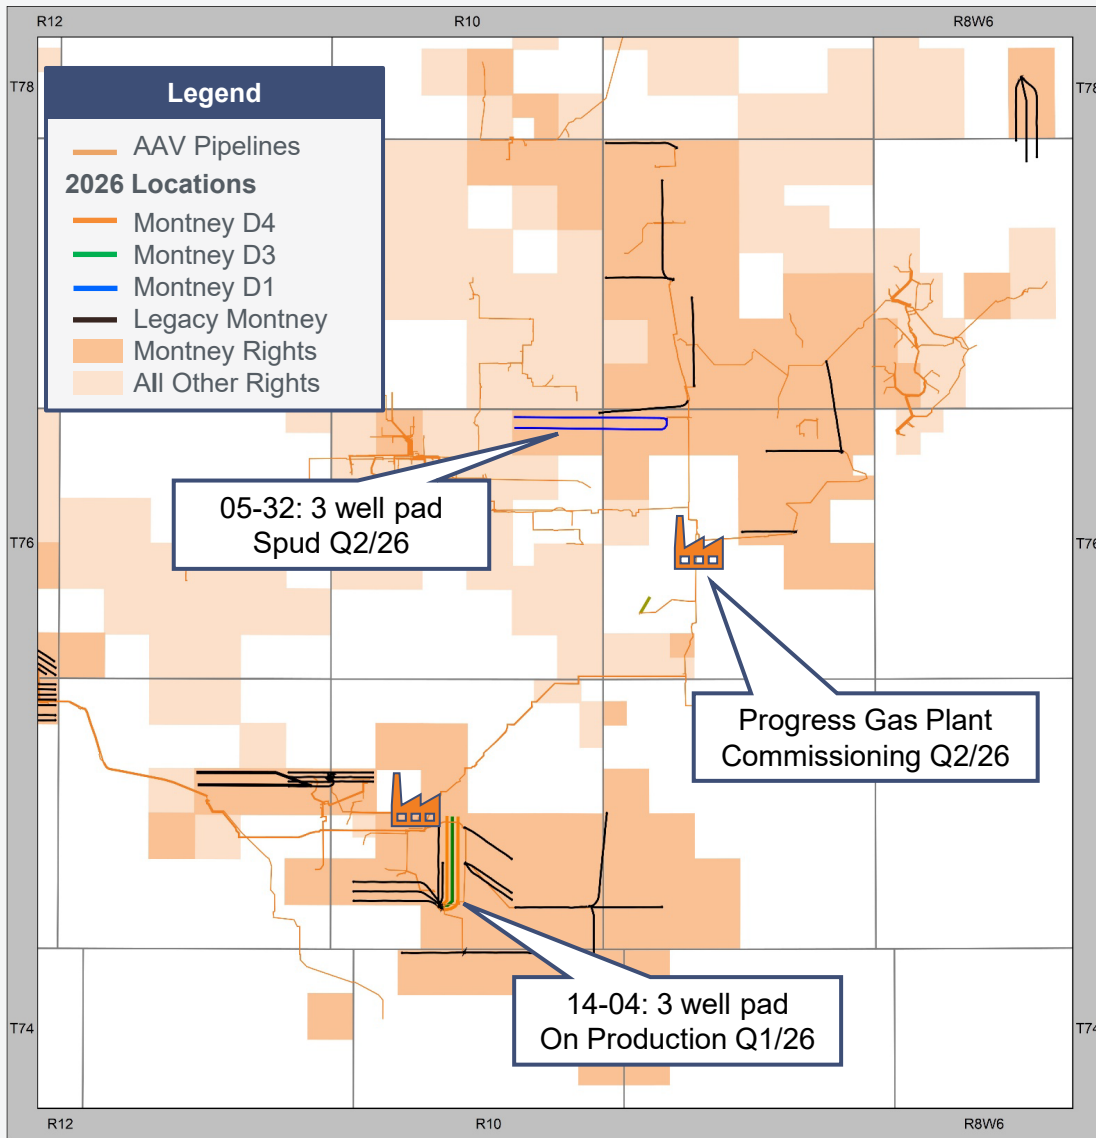 R12
R10
R8W6
T78
T78
Legend
AAV Pipelines
2026 Locations
Montney D4
Montney D3
Montney D1
Legacy Montney
Montney Rights
All Other Rights
05-32: 3 well pad
Spud Q2/26
T76
T76
Progress Gas Plant
Commissioning Q2/26
14-04: 3 well pad
On Production Q1/26
T74
T74
R12
R10
R8W6